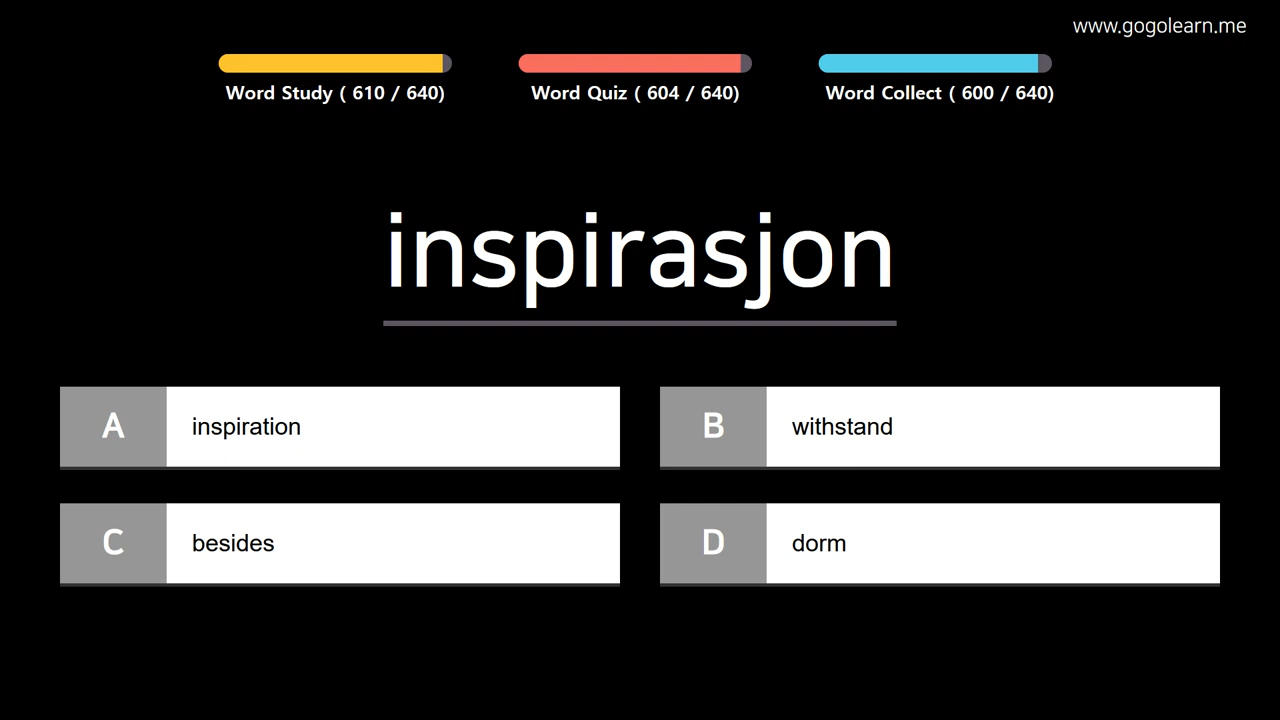 www.gogolearn.me
Word Study ( 610 / 640)
Word Quiz ( 604 / 640)
Word Collect ( 600 / 640)
inspirasjon
A inspiration
B withstand
C besides
D dorm